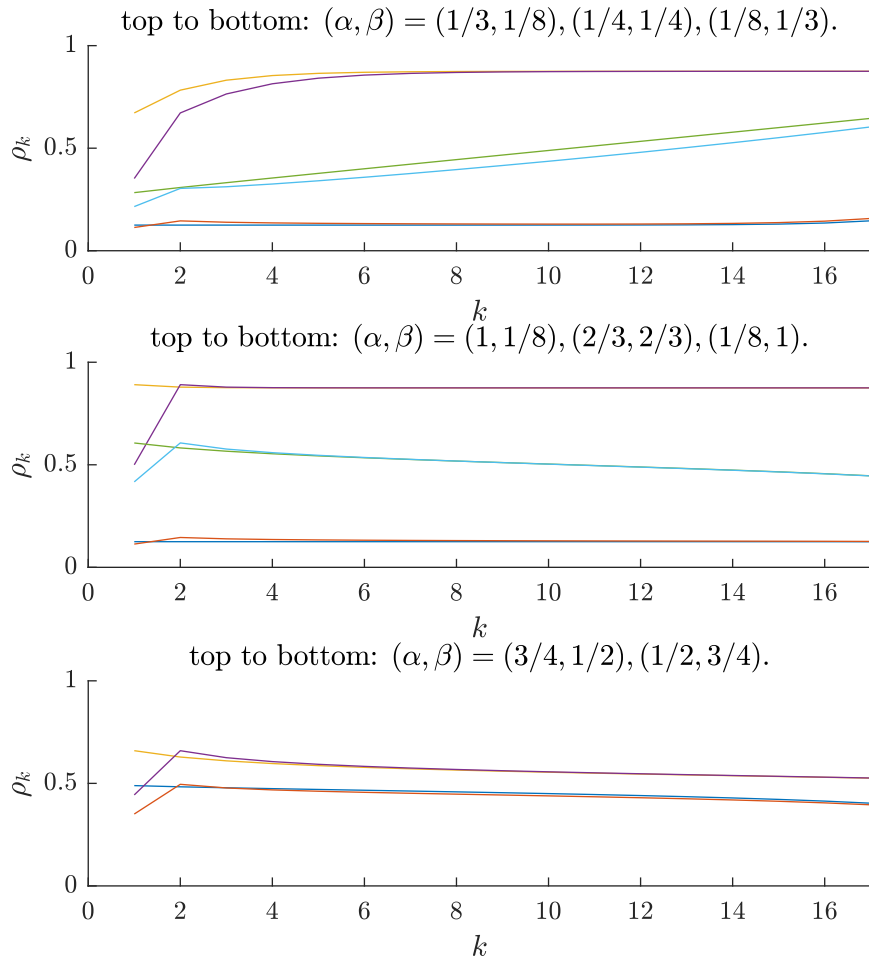 top to bottom: (α, β) = (1/3, 1/8), (1/4, 1/4), (1/8, 1/3).
1
0.5
0
ρk
0 2 4 6 8 10 12 14 16
k
top to bottom: (α, β) = (1, 1/8), (2/3, 2/3), (1/8, 1).
1
0.5
0
ρk
0 2 4 6 8 10 12 14 16
k
top to bottom: (α, β) = (3/4, 1/2), (1/2, 3/4).
1
0.5
0
ρk
0 2 4 6 8 10 12 14 16
k